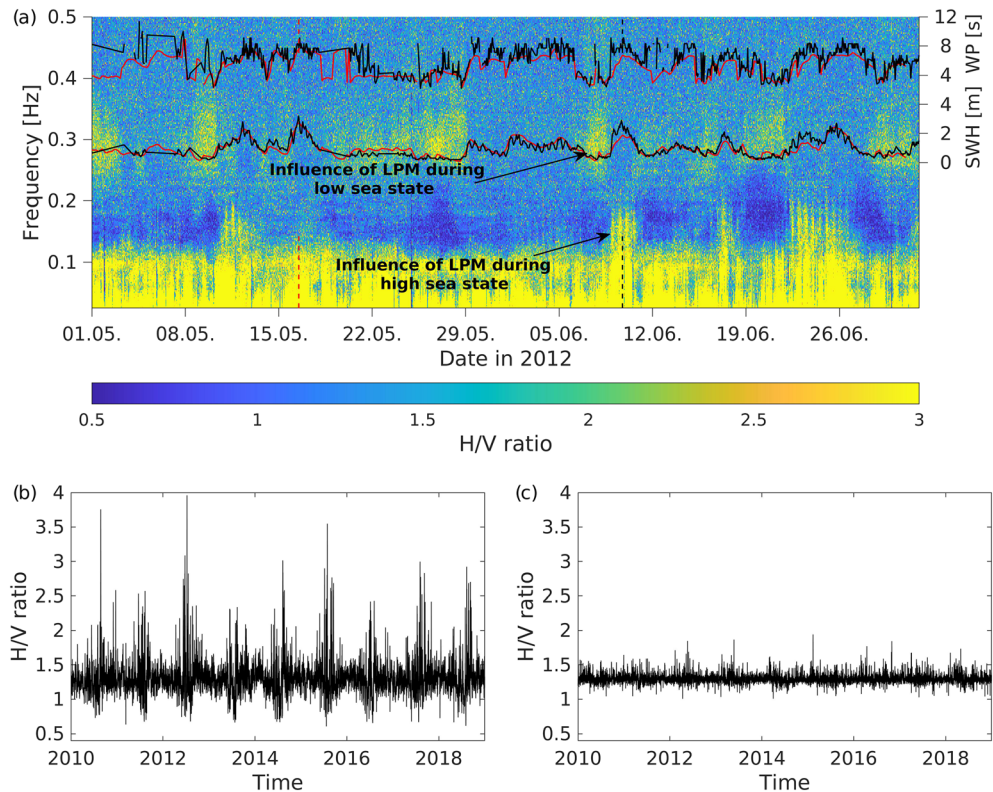 (a)
0.5
0.4
0.3
0.2
0.1
Frequency [Hz]
12
8
4
WP [s]
4
2
0
SWH [m]
Influence of LPM during
low sea state
Influence of LPM during
high sea state
01.05. 08.05. 15.05. 22.05. 29.05. 05.06. 12.06. 19.06. 26.06.
Date in 2012
0.5 1 1.5 2 2.5 3
H/V ratio
(b)
4
3.5
3
2.5
2
1.5
1
0.5
H/V ratio
2010 2012 2014 2016 2018
Time
(c)
4
3.5
3
2.5
2
1.5
1
0.5
H/V ratio
2010 2012 2014 2016 2018
Time